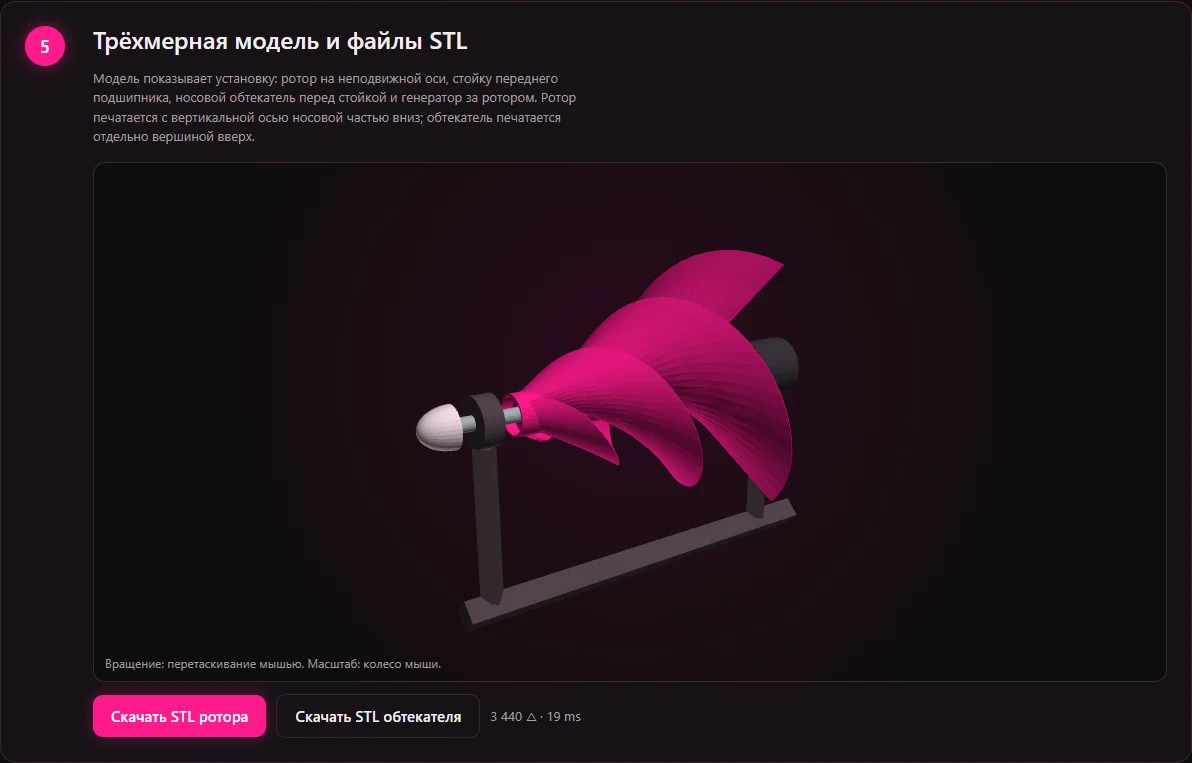 5
Трёхмерная модель и файлы STL
Модель показывает установку: ротор на неподвижной оси, стойку переднего
подшипника, носовой обтекатель перед стойкой и генератор за ротором. Ротор
печатается с вертикальной осью носовой частью вниз; обтекатель печатается
отдельно вершиной вверх.
Вращение: перетаскивание мышью. Масштаб: колесо мыши.
Скачать STL ротора
Скачать STL обтекателя
3 440 △ · 19 ms